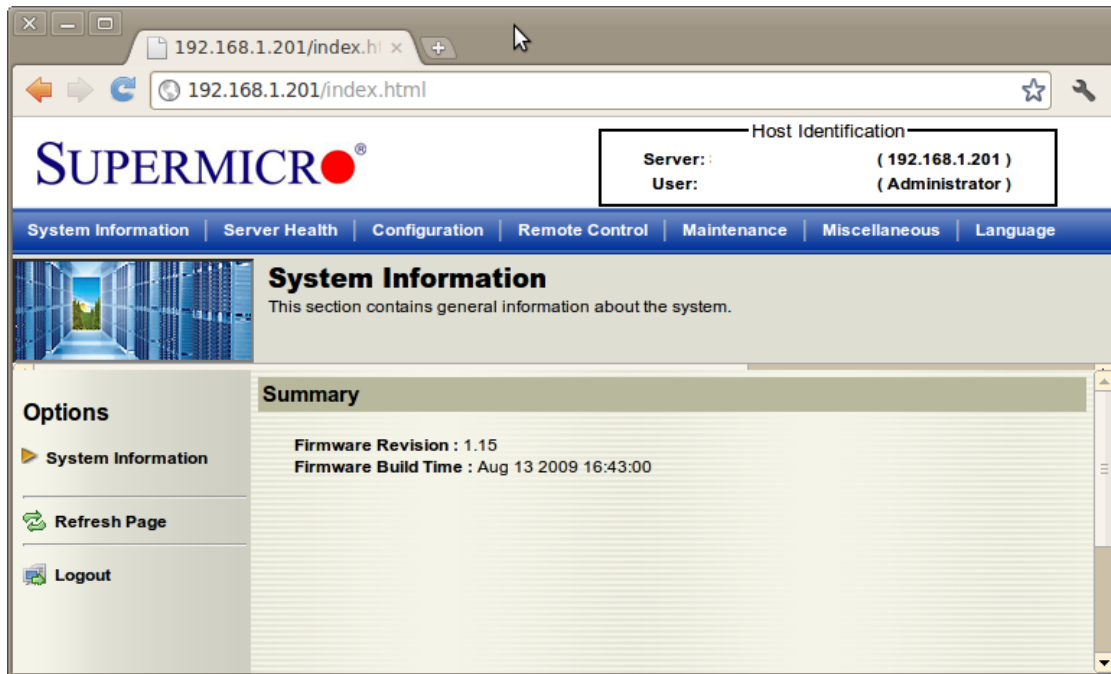 192.168.1.201/index.h
192.168.1.201/index.html
SUPERMICR®
Host Identification
Server: ( 192.168.1.201 )
User: ( Administrator )
System Information | Server Health | Configuration | Remote Control | Maintenance | Miscellaneous | Language
System Information
This section contains general information about the system.
Options
System Information
Refresh Page
Logout
Summary
Firmware Revision : 1.15
Firmware Build Time : Aug 13 2009 16:43:00